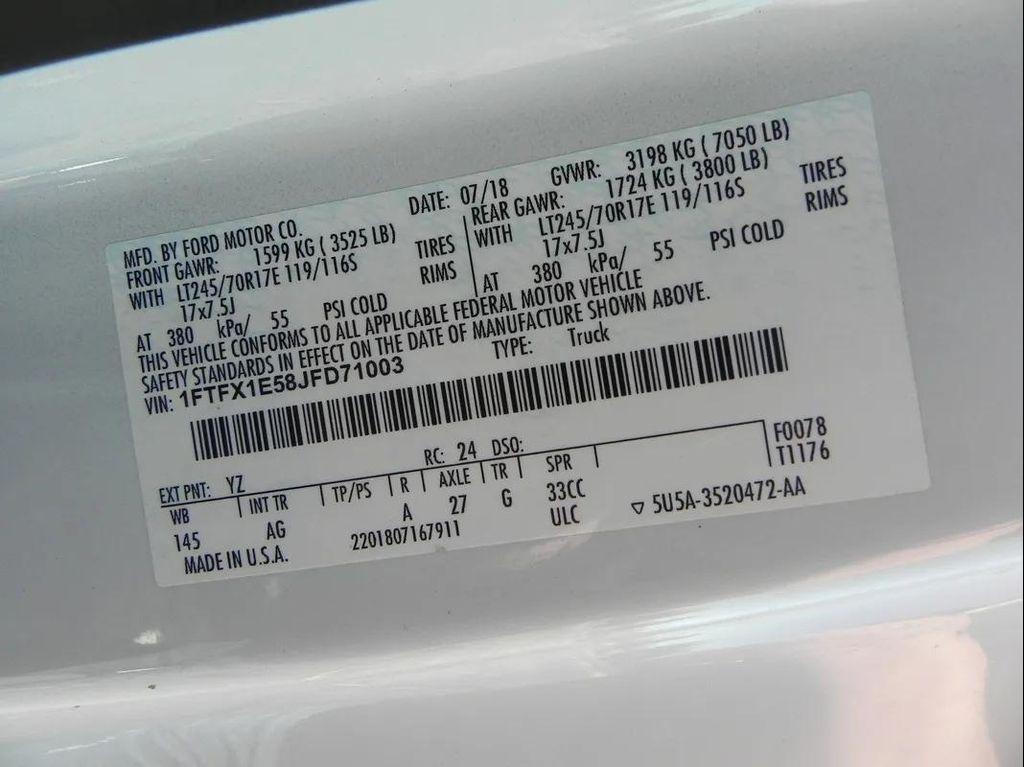 MFD. BY FORD MOTOR CO. DATE: 07/18 GVWR: 3198 KG ( 7050 LB)
FRONT GAWR: 1599 KG ( 3525 LB) REAR GAWR: 1724 KG ( 3800 LB)
WITH LT245/70R17E 119/116S TIRES WITH LT245/70R17E 119/116S TIRES
17x7.5J RIMS 17x7.5J RIMS
AT 380 kPa/ 55 PSI COLD AT 380 kPa/ 55 PSI COLD
THIS VEHICLE CONFORMS TO ALL APPLICABLE FEDERAL MOTOR VEHICLE
SAFETY STANDARDS IN EFFECT ON THE DATE OF MANUFACTURE SHOWN ABOVE.
VIN: 1FTFX1E58JFD71003 TYPE: Truck
EXT PNT: YZ RC: 24 DSO: F0078
WB INT TR TP/PS R AXLE TR SPR T1176
145 AG A 27 G 33CC
ULC ▽ 5U5A-3520472-AA
MADE IN U.S.A. 2201807167911